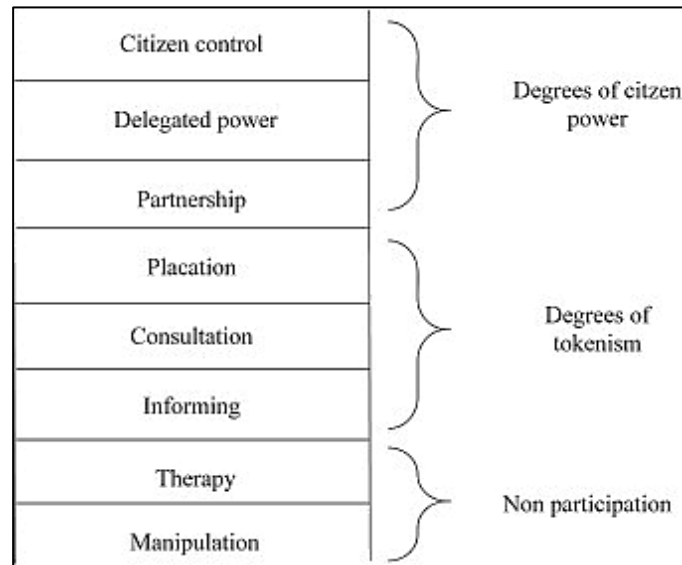 Citizen control
Delegated power
Partnership
Degrees of citzen
power
Placation
Consultation
Informing
Degrees of
tokenism
Therapy
Manipulation
Non participation